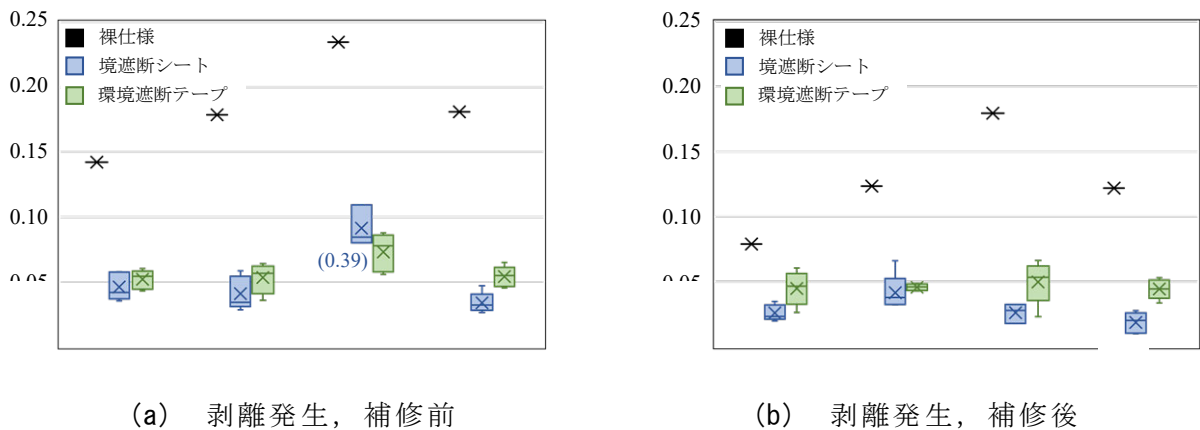 0.25
0.20
0.15
0.10
0.05
裸仕様
境遮断シート
環境遮断テープ
(0.39)
(a) 剥離発生，補修前
0.25
0.20
0.15
0.10
0.05
裸仕様
境遮断シート
環境遮断テープ
(b) 剥離発生，補修後